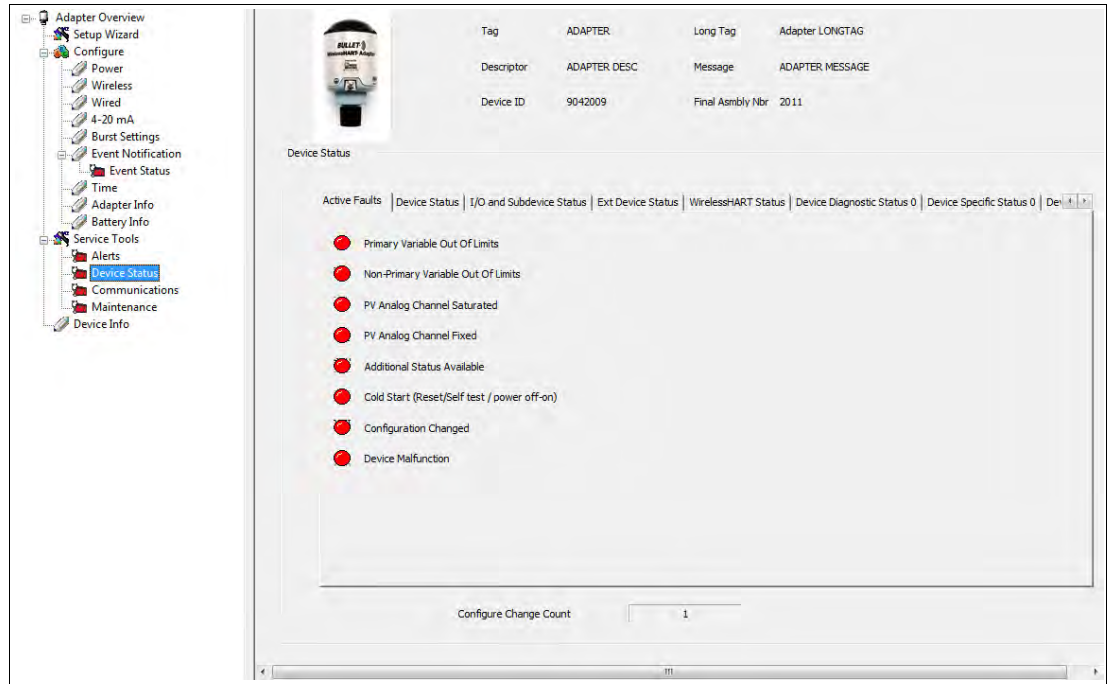 Adapter Overview
Setup Wizard
Configure
Power
Wireless
Wired
4-20 mA
Burst Settings
Event Notification
Event Status
Time
Adapter Info
Battery Info
Service Tools
Alerts
Device Status
Communications
Maintenance
Device Info
BULLET
WirelessHART Adapter
Tag ADAPTER Long Tag Adapter LONGTAG
Descriptor ADAPTER DESC Message ADAPTER MESSAGE
Device ID 9042009 Final Asmbly Nbr 2011
Device Status
Active Faults Device Status I/O and Subdevice Status Ext Device Status WirelessHART Status Device Diagnostic Status 0 Device Specific Status 0
Primary Variable Out Of Limits
Non-Primary Variable Out Of Limits
PV Analog Channel Saturated
PV Analog Channel Fixed
Additional Status Available
Cold Start (Reset/Self test / power off-on)
Configuration Changed
Device Malfunction
Configure Change Count 1